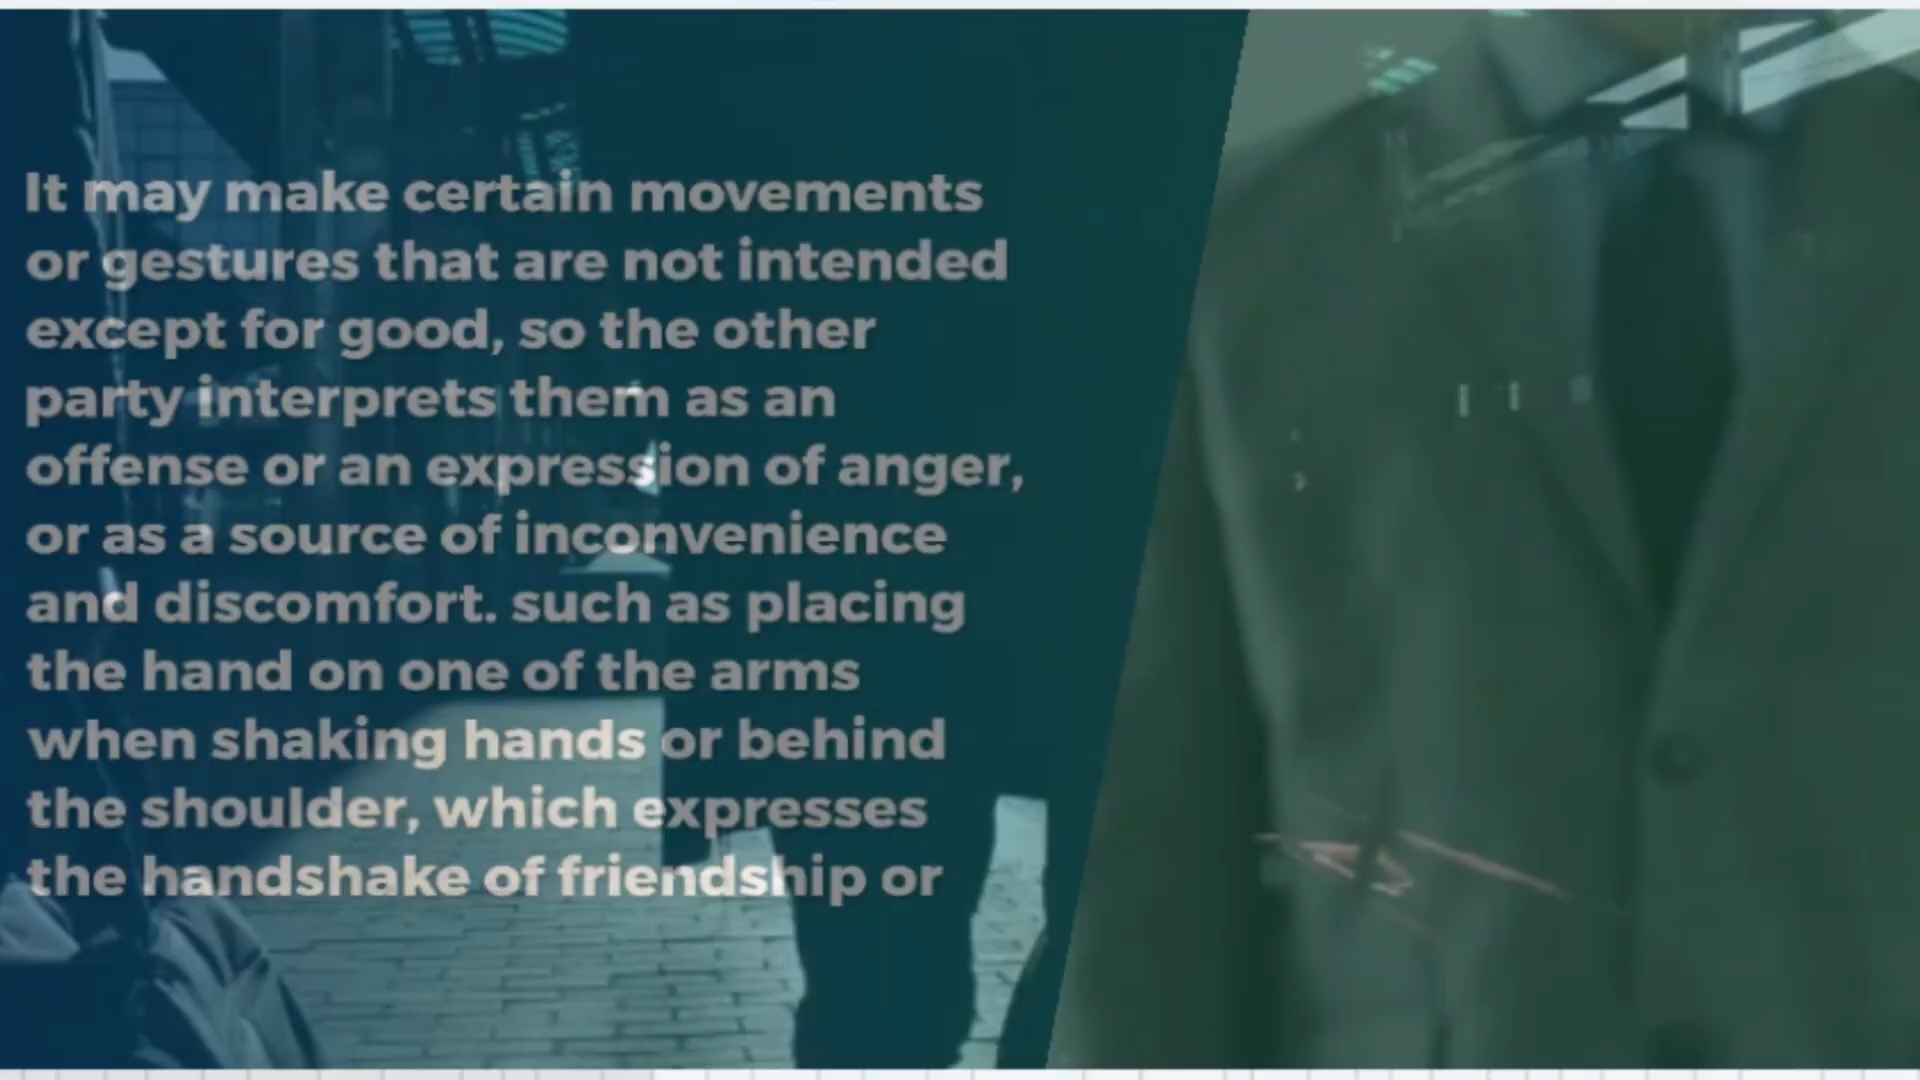 It may make certain movements
or gestures that are not intended
except for good, so the other
party interprets them as an
offense or an expression of anger,
or as a source of inconvenience
and discomfort. such as placing
the hand on one of the arms
when shaking hands or behind
the shoulder, which expresses
the handshake of friendship or